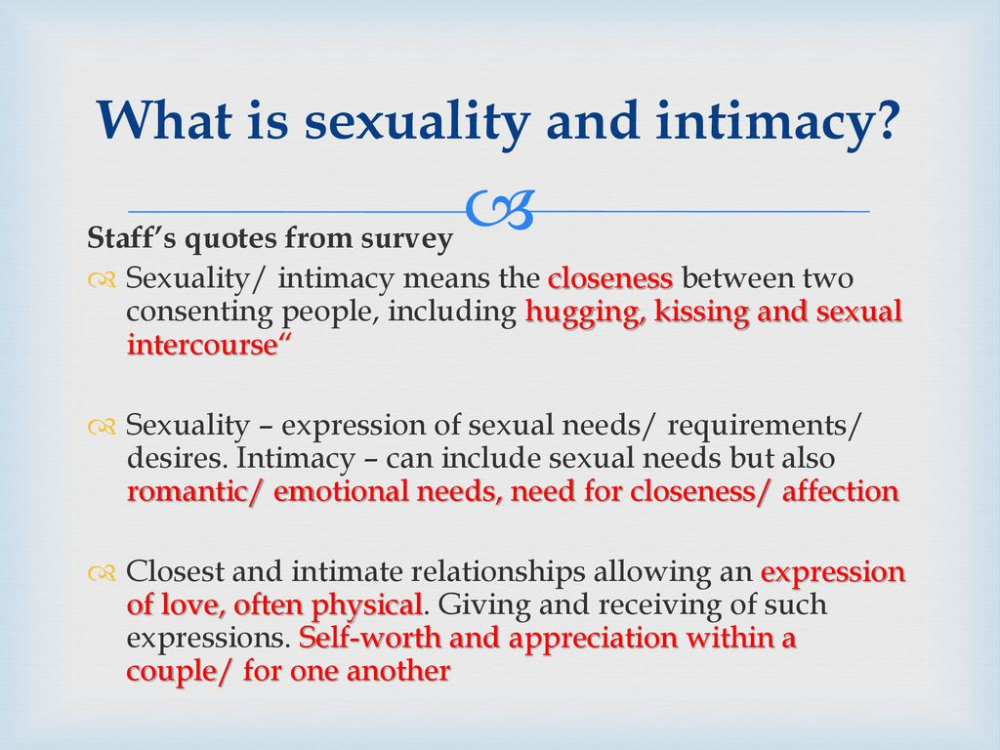 What is sexuality and intimacy?
Staff’s quotes from survey
Sexuality/ intimacy means the closeness between two
consenting people, including hugging, kissing and sexual
intercourse“
Sexuality – expression of sexual needs/ requirements/
desires. Intimacy – can include sexual needs but also
romantic/ emotional needs, need for closeness/ affection
Closest and intimate relationships allowing an expression
of love, often physical. Giving and receiving of such
expressions. Self-worth and appreciation within a
couple/ for one another